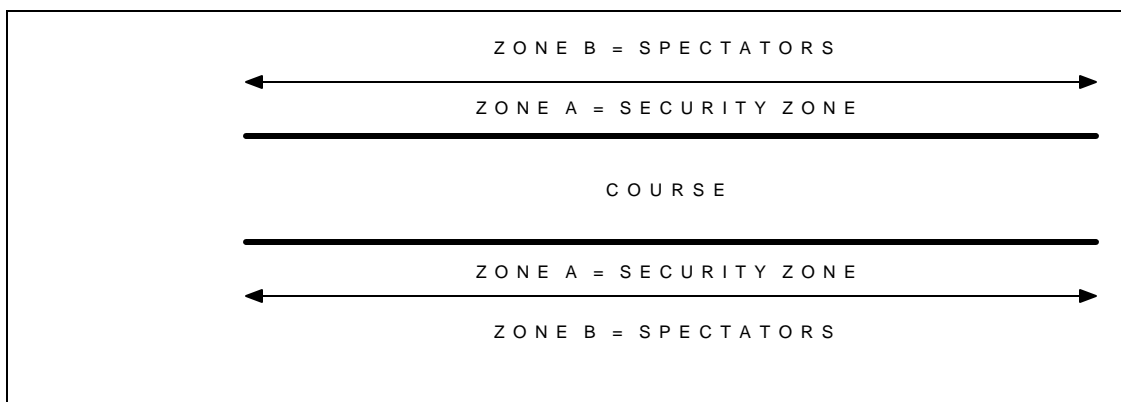 ZONE B = SPECTATORS
ZONE A = SECURITY ZONE
COURSE
ZONE A = SECURITY ZONE
ZONE B = SPECTATORS